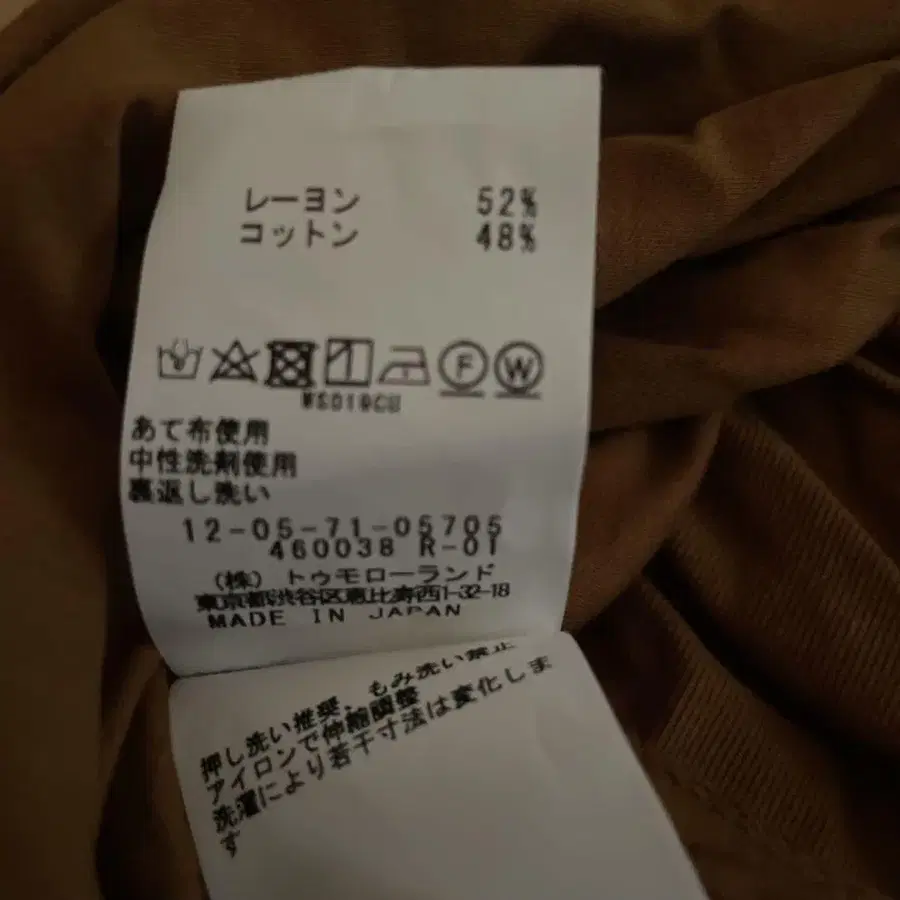 レーヨン 52%
コットン 48%
F W
WSD19CU
あて布使用
中性洗剤使用
裏返し洗い
12-05-71-05705
460038 R-01
(株) トゥモローランド
東京都渋谷区恵比寿西1-32-18
MADE IN JAPAN
押し洗い推奨、もみ洗い禁止
アイロンで伸縮調整
洗濯により若干寸法は変化しま
す